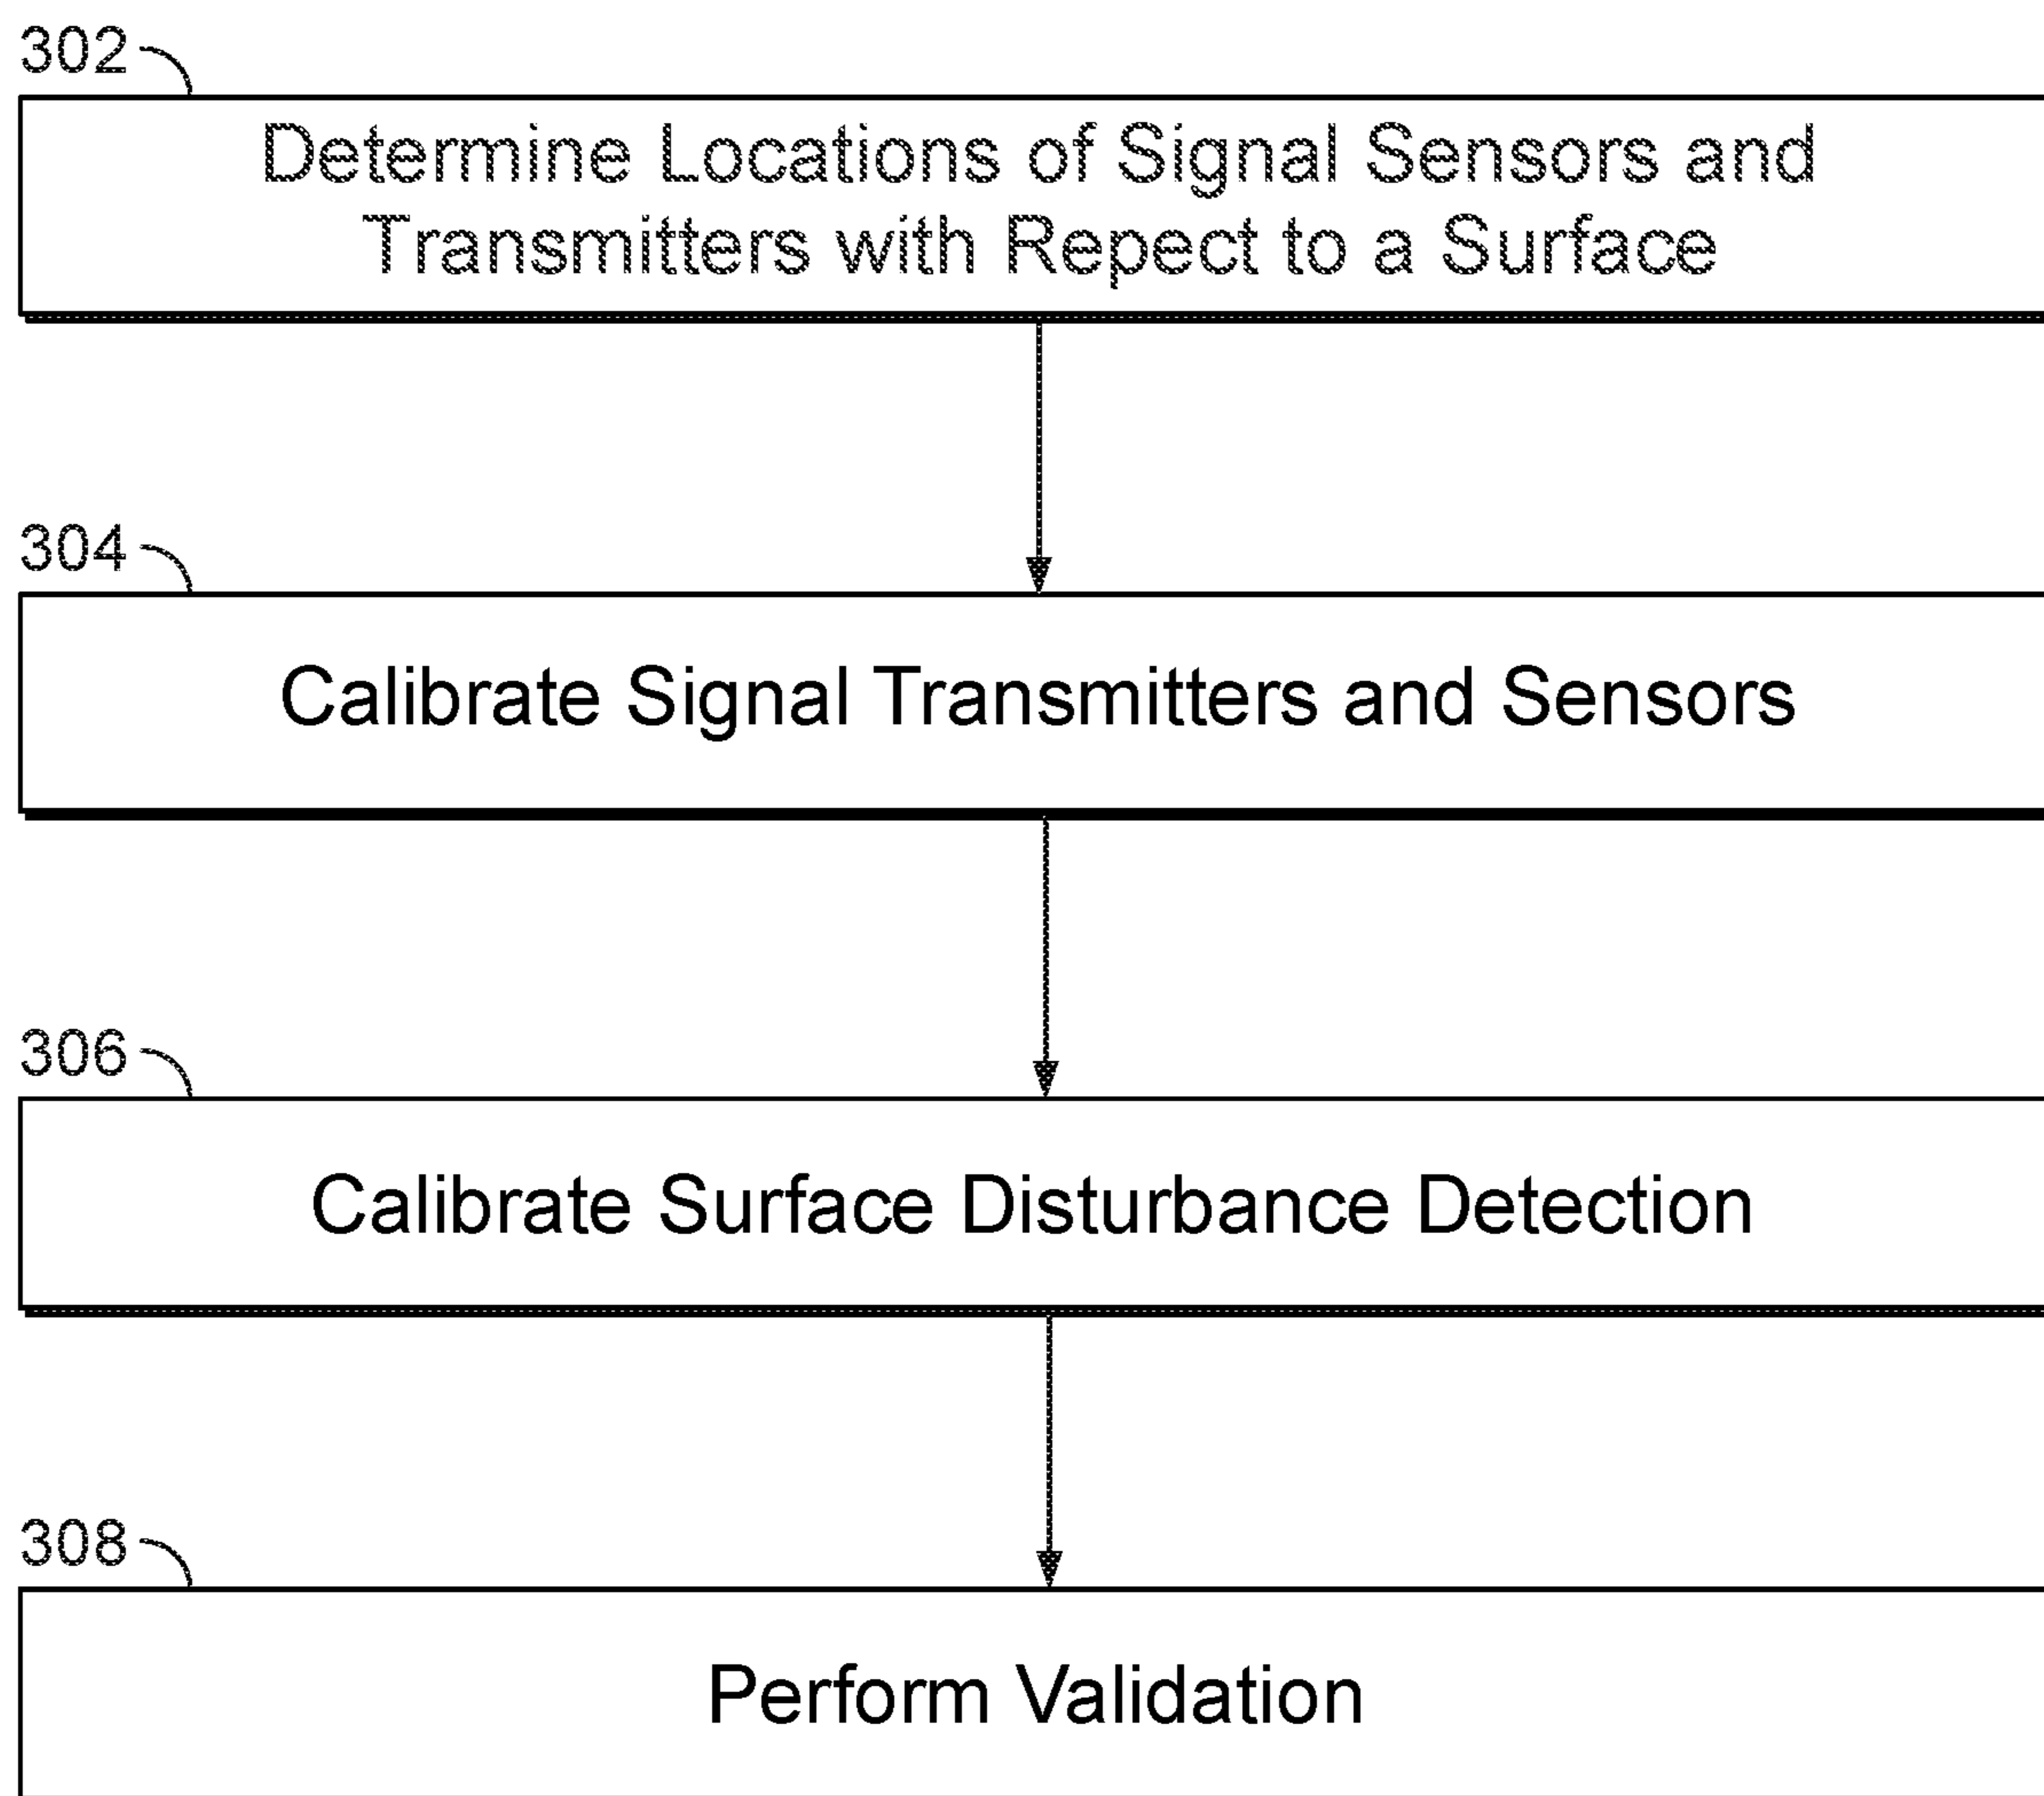 302
Determine Locations of Signal Sensors and
Transmitters with Repect to a Surface
304
Calibrate Signal Transmitters and Sensors
306
Calibrate Surface Disturbance Detection
308
Perform Validation